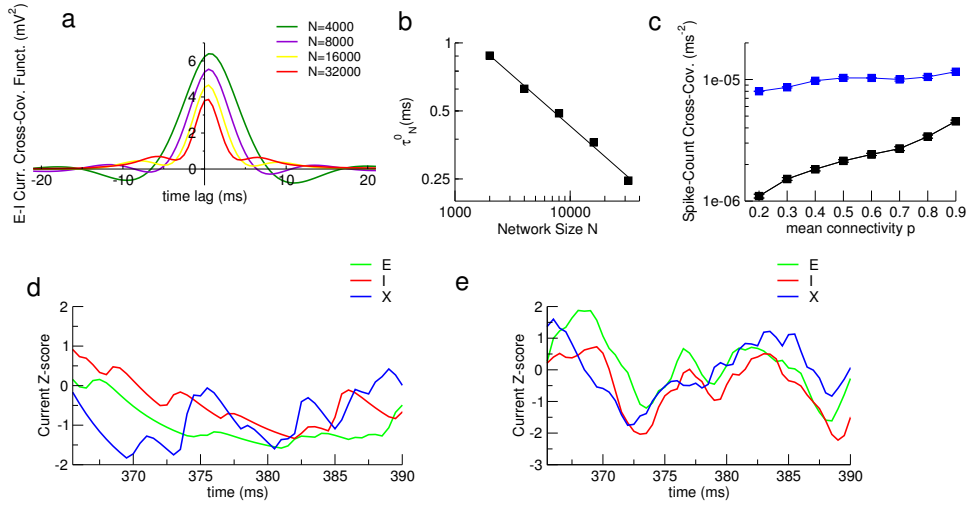 a
E-I Curr. Cross-Cov. Funct. (mV²)
6
4
2
0
-20
-10
0
10
20
time lag (ms)
N=4000
N=8000
N=16000
N=32000
b
τ⁰_N (ms)
1
0.5
0.25
1000
10000
Network Size N
c
Spike-Count Cross-Cov. (ms⁻²)
1e-05
1e-06
0.2 0.3 0.4 0.5 0.6 0.7 0.8 0.9
mean connectivity p
d
E
I
X
Current Z-score
2
1
0
-1
-2
370 375 380 385 390
time (ms)
e
E
I
X
Current Z-score
2
1
0
-1
-2
-3
370 375 380 385 390
time (ms)